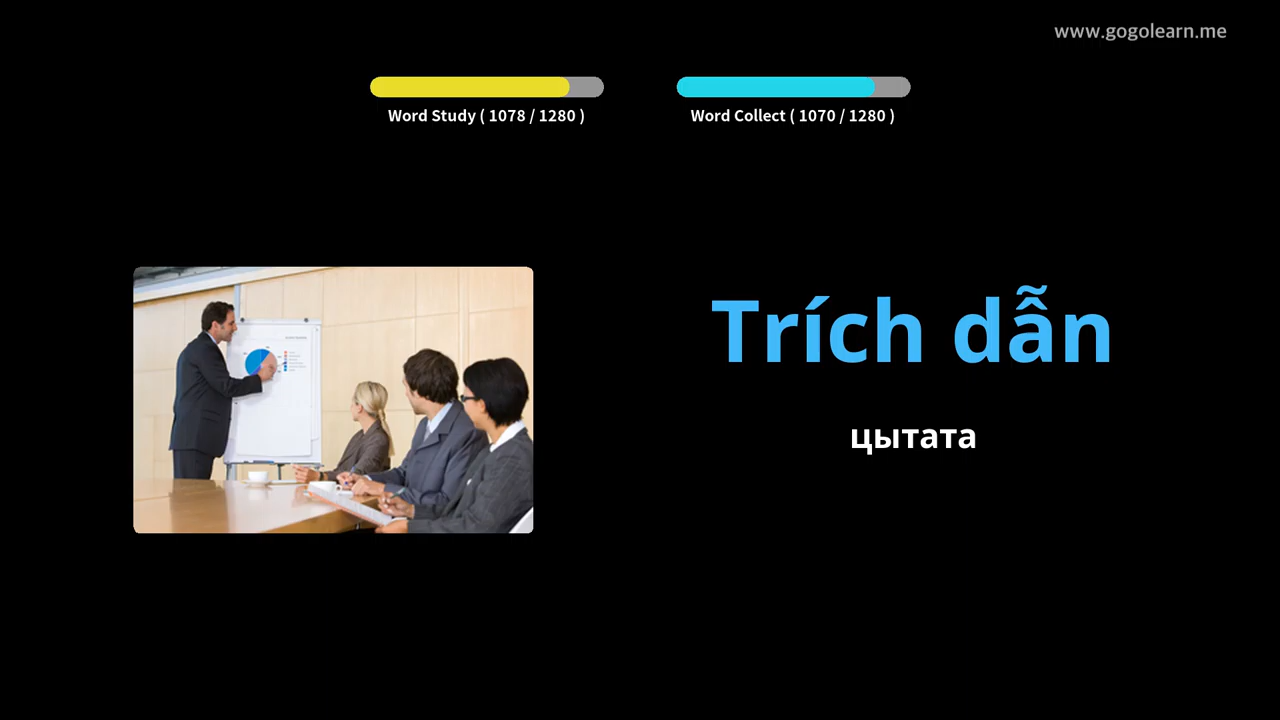 www.gogolearn.me
Word Study ( 1078 / 1280 )
Word Collect ( 1070 / 1280 )
Trích dẫn
цытата